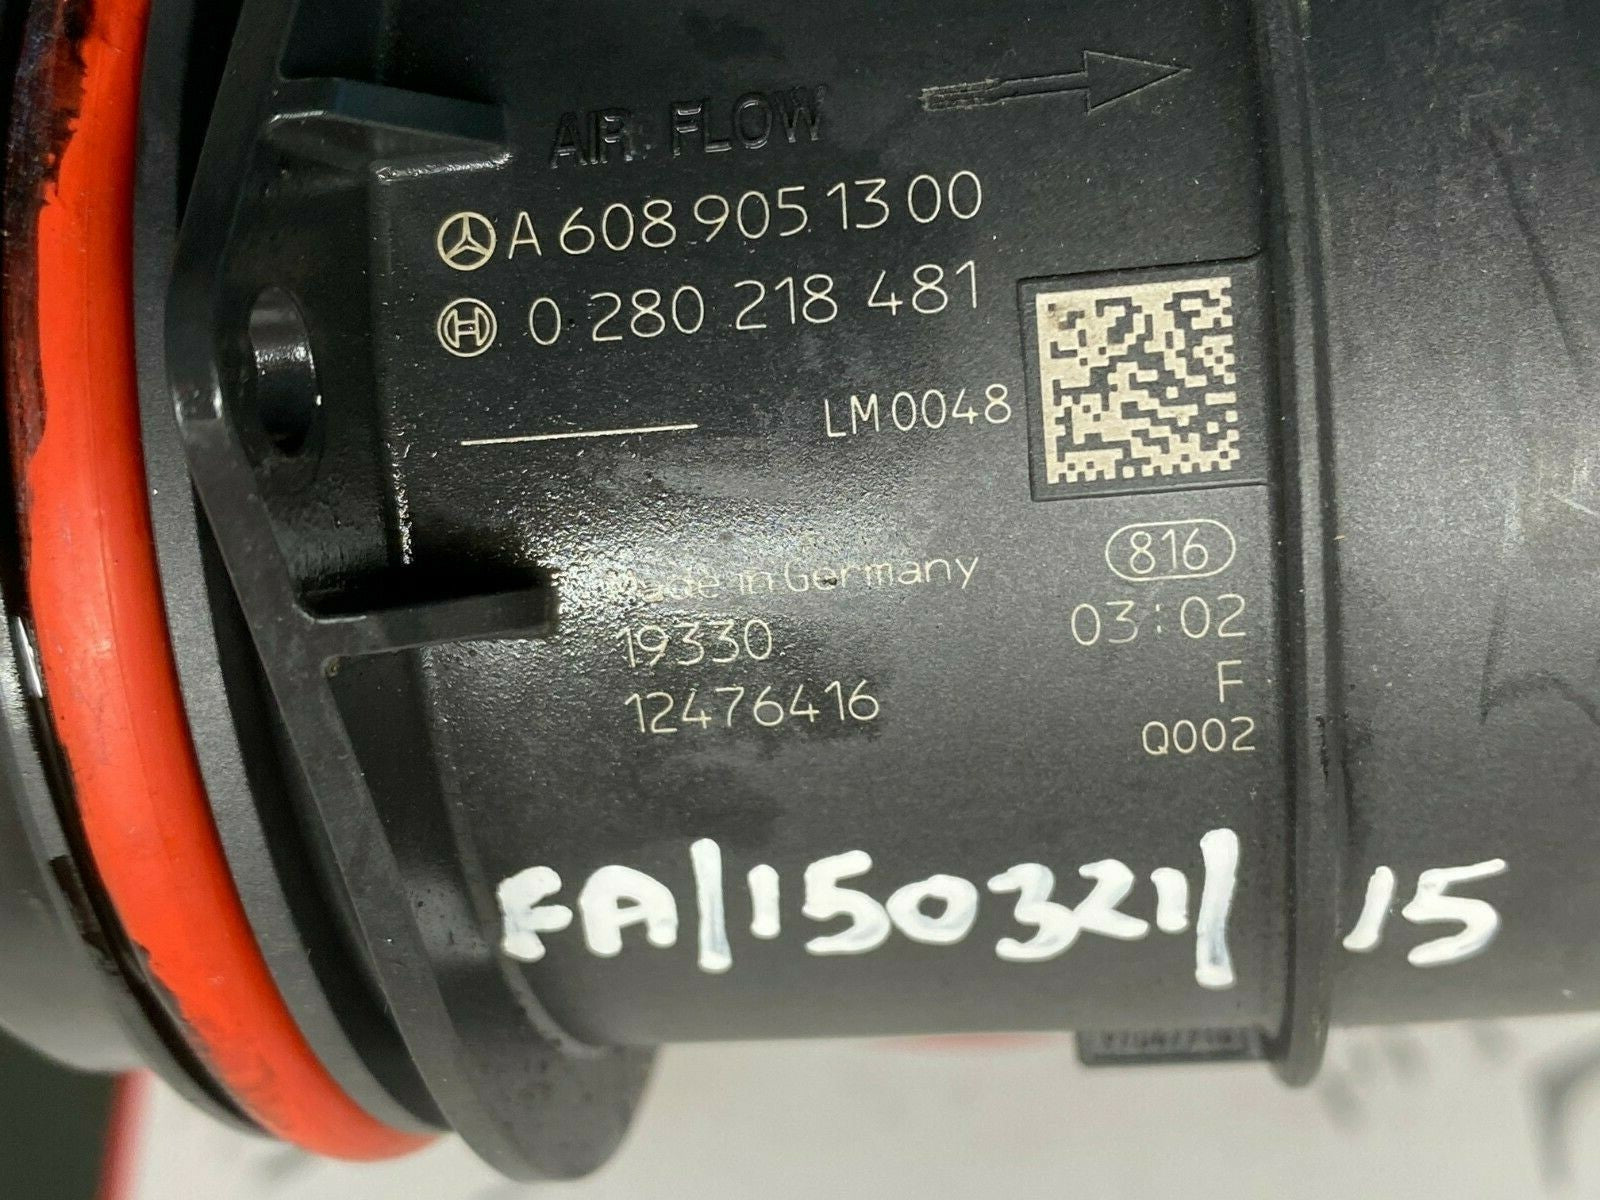 AIR FLOW
A 608 905 13 00
0 280 218 481
LM0048
Made in Germany
816
19330
03:02
12476416
F
Q002
FA/150321/ 15